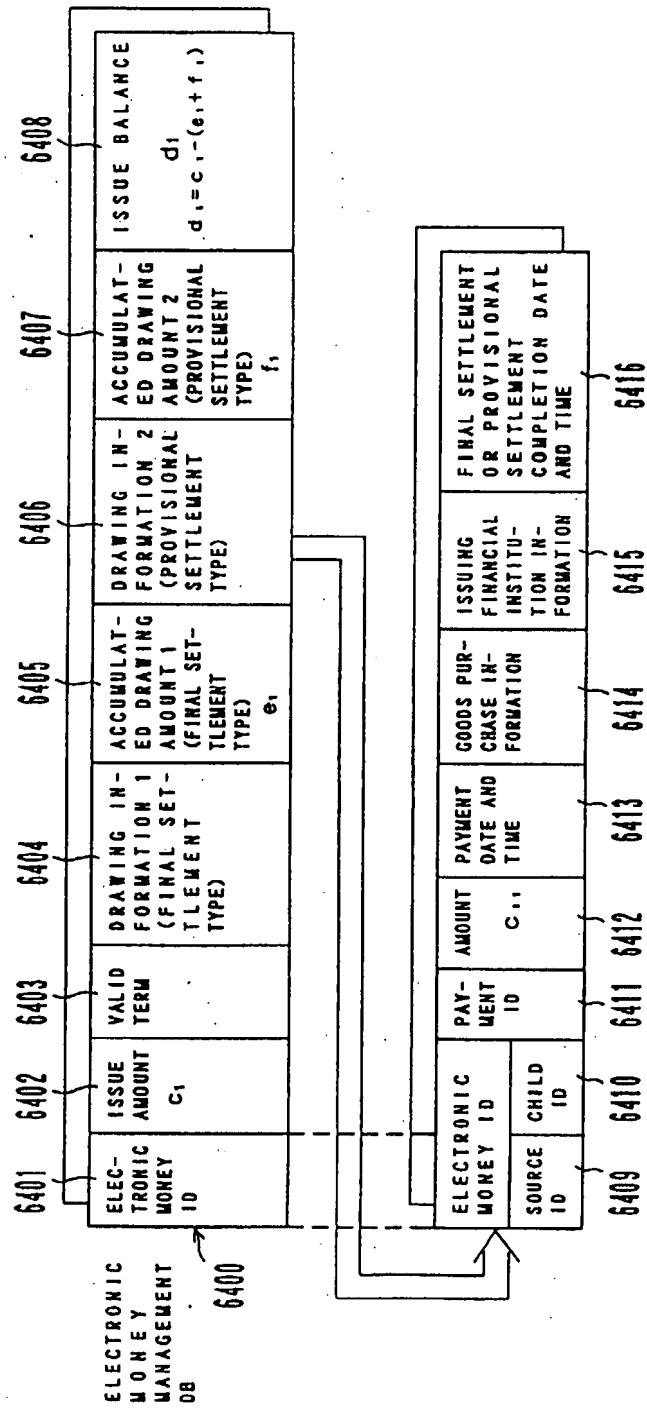 ELECTRONIC
MONEY
MANAGEMENT
DB
6400
6401
6402
6403
6404
6405
6406
6407
6408
ELEC-
TRONIC
MONEY
ID
ISSUE
AMOUNT
c₁
VALID
TERM
DRAWING IN-
FORMATION 1
(FINAL SET-
TLEMENT
TYPE)
ACCUMULAT-
ED DRAWING
AMOUNT 1
(FINAL SET-
TLEMENT
TYPE)
e₁
DRAWING IN-
FORMATION 2
(PROVISIONAL
SETTLEMENT
TYPE)
ACCUMULAT-
ED DRAWING
AMOUNT 2
(PROVISIONAL
SETTLEMENT
TYPE)
f₁
ISSUE BALANCE
d₁
d₁=c₁-(e₁+f₁)
ELECTRONIC
MONEY ID
SOURCE
ID
CHILD
ID
PAY-
MENT
ID
AMOUNT
c₁₁
PAYMENT
DATE AND
TIME
GOODS PUR-
CHASE IN-
FORMATION
ISSUING
FINANCIAL
INSTITU-
TION IN-
FORMATION
FINAL SETTLEMENT
OR PROVISIONAL
SETTLEMENT
COMPLETION DATE
AND TIME
6409
6410
6411
6412
6413
6414
6415
6416